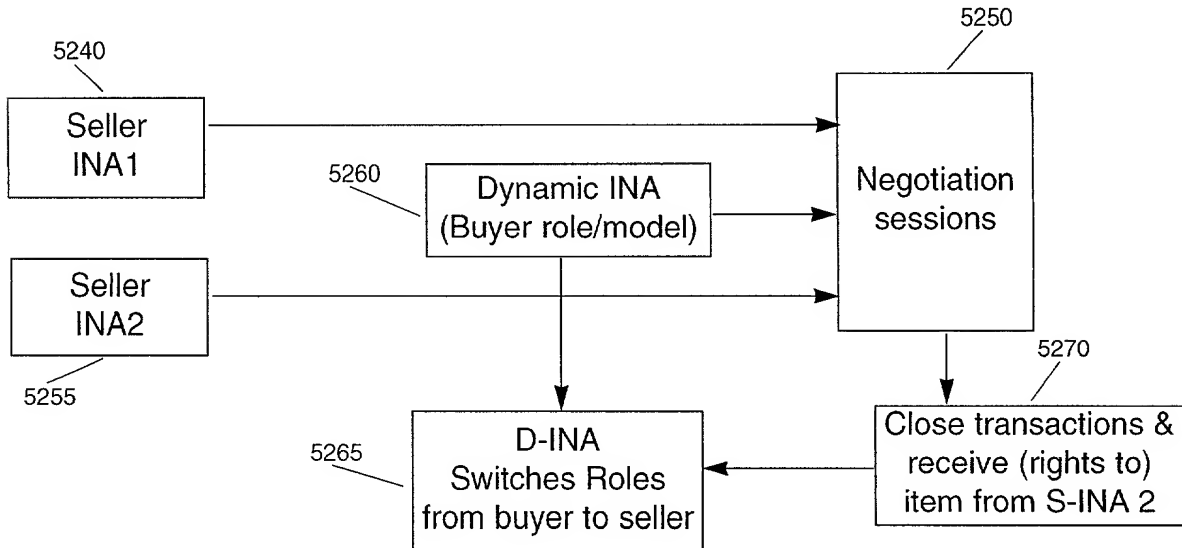 5240
Seller
INA1
5250
Negotiation
sessions
5260
Dynamic INA
(Buyer role/model)
Seller
INA2
5255
5270
Close transactions &
receive (rights to)
item from S-INA 2
5265
D-INA
Switches Roles
from buyer to seller